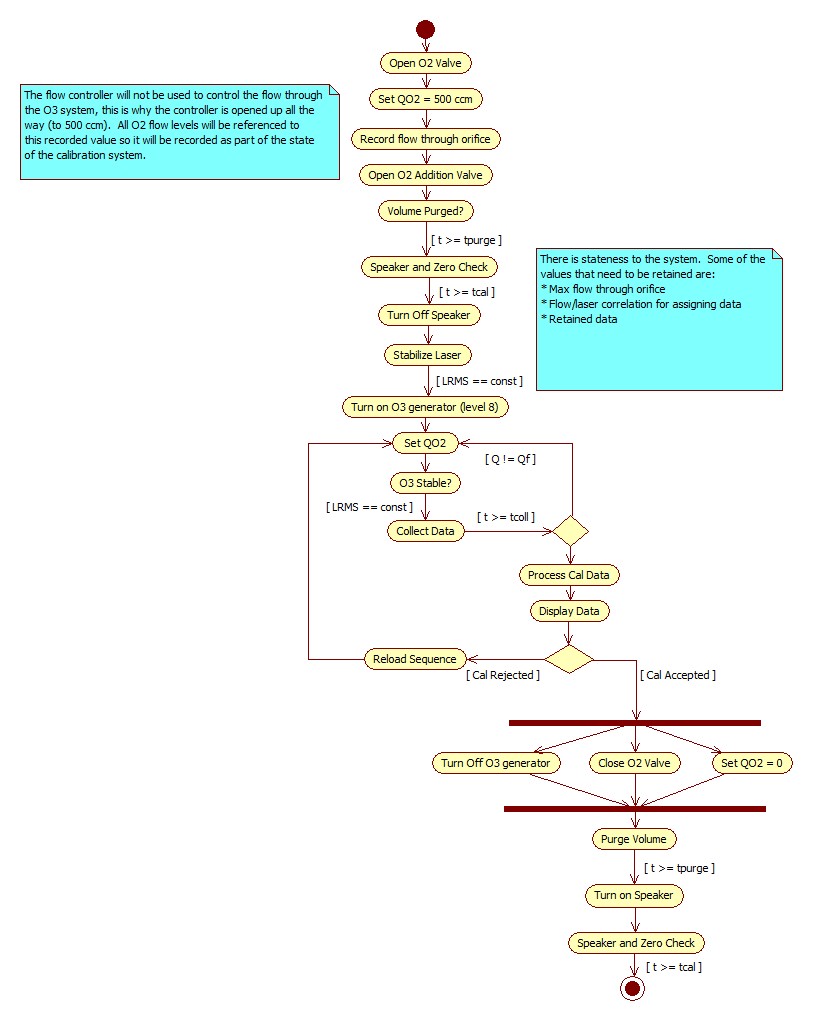 Open O2 Valve
Set QO2 = 500 ccm
The flow controller will not be used to control the flow through
the O3 system, this is why the controller is opened up all the
way (to 500 ccm).  All O2 flow levels will be referenced to
this recorded value so it will be recorded as part of the state
of the calibration system.
Record flow through orifice
Open O2 Addition Valve
Volume Purged?
[ t >= tpurge ]
There is stateness to the system.  Some of the
values that need to be retained are:
* Max flow through orifice
* Flow/laser correlation for assigning data
* Retained data
Speaker and Zero Check
[ t >= tcal ]
Turn Off Speaker
Stabilize Laser
[ LRMS == const ]
Turn on O3 generator (level 8)
Set QO2
[ Q != Qf ]
O3 Stable?
[ LRMS == const ]
Collect Data
[ t >= tcoll ]
Process Cal Data
Display Data
Reload Sequence
[ Cal Rejected ]
[ Cal Accepted ]
Turn Off O3 generator
Close O2 Valve
Set QO2 = 0
Purge Volume
[ t >= tpurge ]
Turn on Speaker
Speaker and Zero Check
[ t >= tcal ]